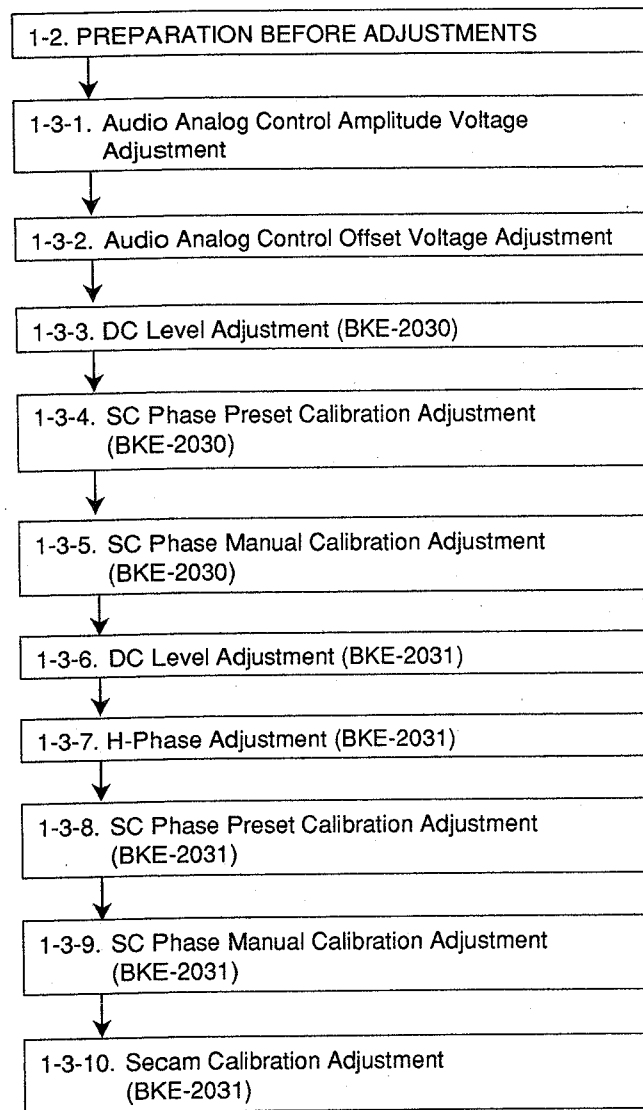 1-2. PREPARATION BEFORE ADJUSTMENTS
1-3-1. Audio Analog Control Amplitude Voltage
Adjustment
1-3-2. Audio Analog Control Offset Voltage Adjustment
1-3-3. DC Level Adjustment (BKE-2030)
1-3-4. SC Phase Preset Calibration Adjustment
(BKE-2030)
1-3-5. SC Phase Manual Calibration Adjustment
(BKE-2030)
1-3-6. DC Level Adjustment (BKE-2031)
1-3-7. H-Phase Adjustment (BKE-2031)
1-3-8. SC Phase Preset Calibration Adjustment
(BKE-2031)
1-3-9. SC Phase Manual Calibration Adjustment
(BKE-2031)
1-3-10. Secam Calibration Adjustment
(BKE-2031)